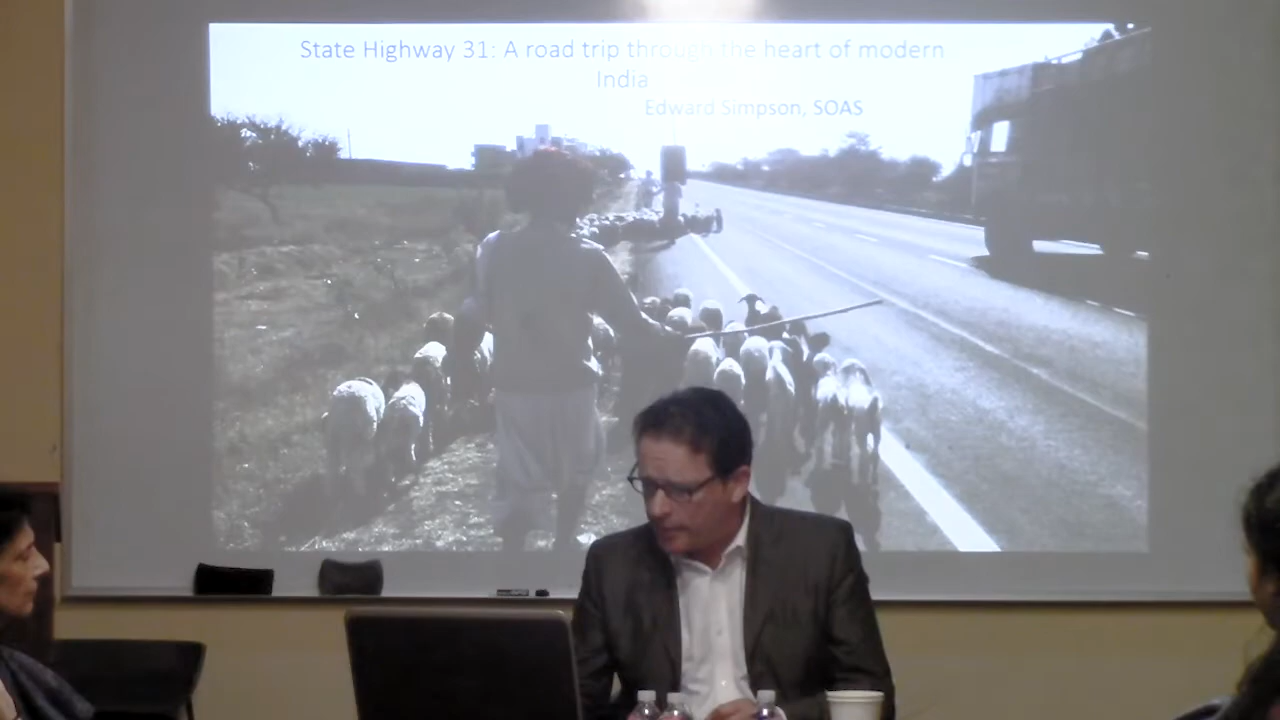 State Highway 31: A road trip through the heart of modern
India
Edward Simpson, SOAS